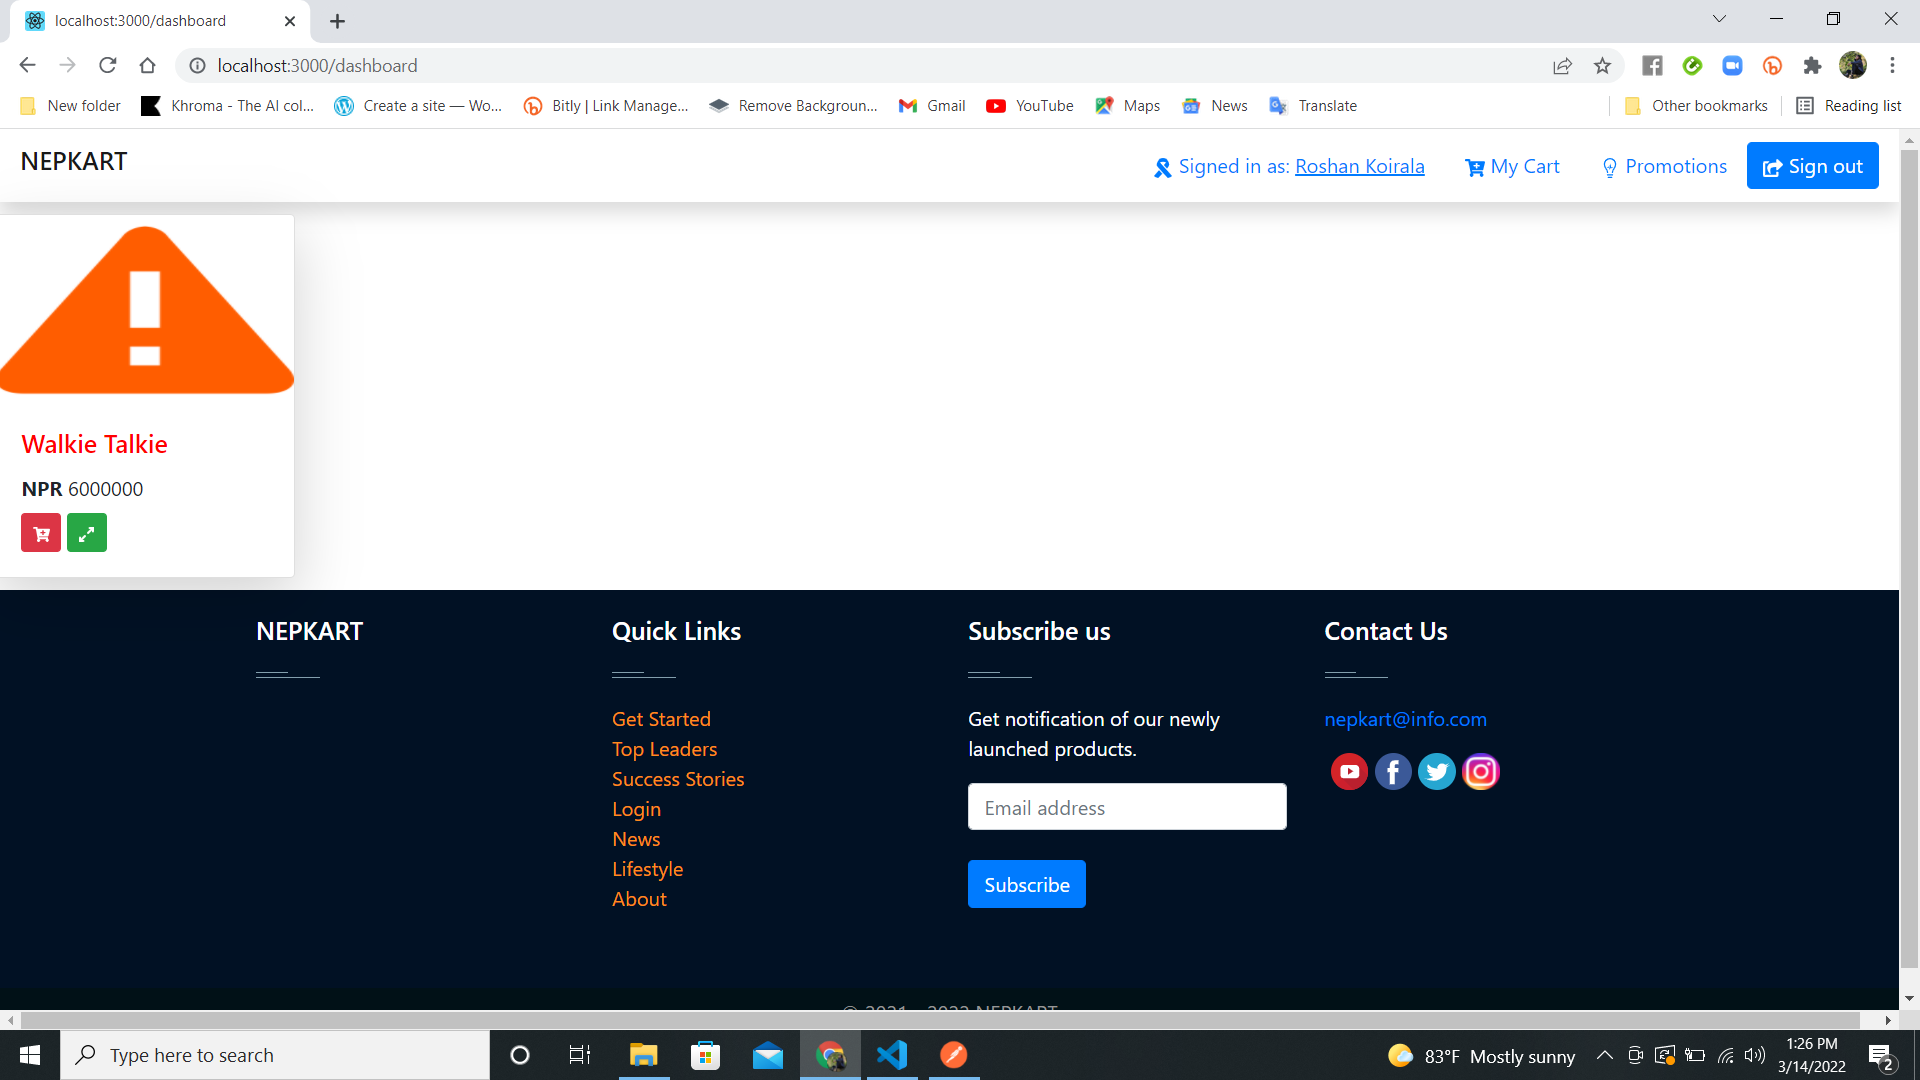 localhost:3000/dashboard
localhost:3000/dashboard
New folder
Khroma - The AI col...
Create a site — Wo...
Bitly | Link Manage...
Remove Backgroun...
Gmail
YouTube
Maps
News
Translate
Other bookmarks
Reading list
NEPKART
Signed in as: Roshan Koirala
My Cart
Promotions
Sign out
Walkie Talkie
NPR 6000000
NEPKART
Quick Links
Get Started
Top Leaders
Success Stories
Login
News
Lifestyle
About
Subscribe us
Get notification of our newly
launched products.
Email address
Subscribe
Contact Us
nepkart@info.com
Type here to search
83°F Mostly sunny
1:26 PM
3/14/2022
2